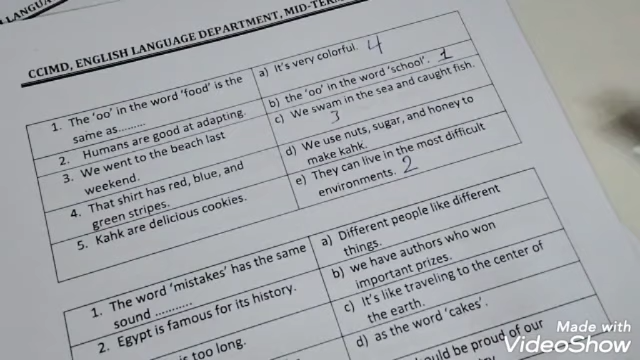 LANGUA
CCIMD, ENGLISH LANGUAGE DEPARTMENT, MID-TERM
1. The 'oo' in the word 'food' is the
same as.........
2. Humans are good at adapting.
3. We went to the beach last
weekend.
4. That shirt has red, blue, and
green stripes.
5. Kahk are delicious cookies.
a) It's very colorful. 4
b) the 'oo' in the word 'school'. 1
c) We swam in the sea and caught fish.
3
d) We use nuts, sugar, and honey to
make kahk.
e) They can live in the most difficult
environments. 2
1. The word 'mistakes' has the same
sound ...........
2. Egypt is famous for its history.
is too long.
a) Different people like different
things.
b) we have authors who won
important prizes.
c) It's like traveling to the center of
the earth.
d) as the word 'cakes'.
ould be proud of our
Made with
VideoShow